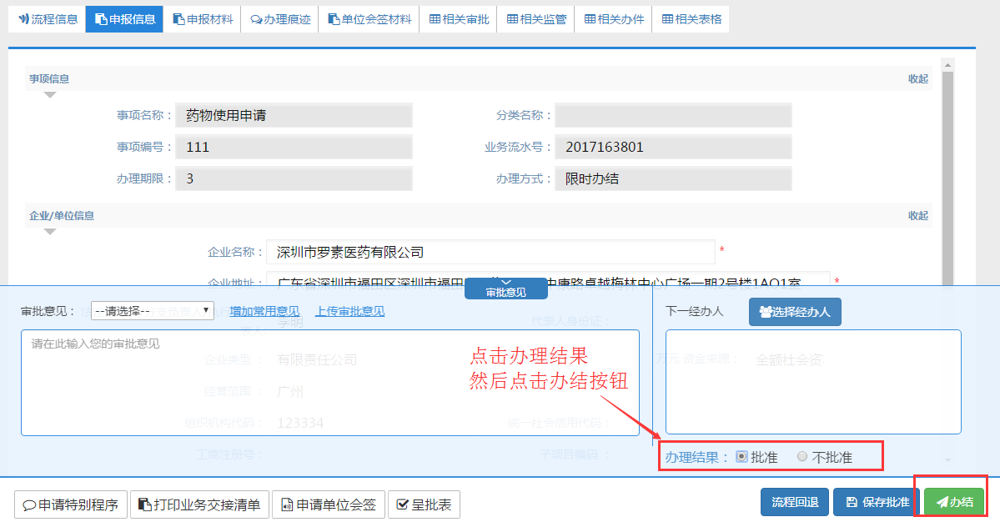 流程信息 申报信息 申报材料 办理痕迹 单位会签材料 相关审批 相关监管 相关办件 相关表格
事项信息 收起
事项名称： 药物使用申请 分类名称：
事项编号： 111 业务流水号： 2017163801
办理期限： 3 办理方式： 限时办结
企业/单位信息 收起
企业名称： 深圳市罗素医药有限公司 *
企业地址： 广东省深圳市福田区深圳市福田 中康路卓越梅林中心广场一期2号楼1A01室 *
审批意见
审批意见： --请选择-- 增加常用意见 上传审批意见
下一经办人 选择经办人
李明 代表人身份证：
请在此输入您的审批意见
企业类型 有限责任公司 万元 资金来源： 全额社会资
点击办理结果
然后点击办结按钮
经营范围 ： 广州
组织机构代码： 123334 统一社会信用代码：
工商注册号： 子项目编码 ：
办理结果： 批准 不批准
申请特别程序 打印业务交接清单 申请单位会签 呈批表 流程回退 保存批准 办结